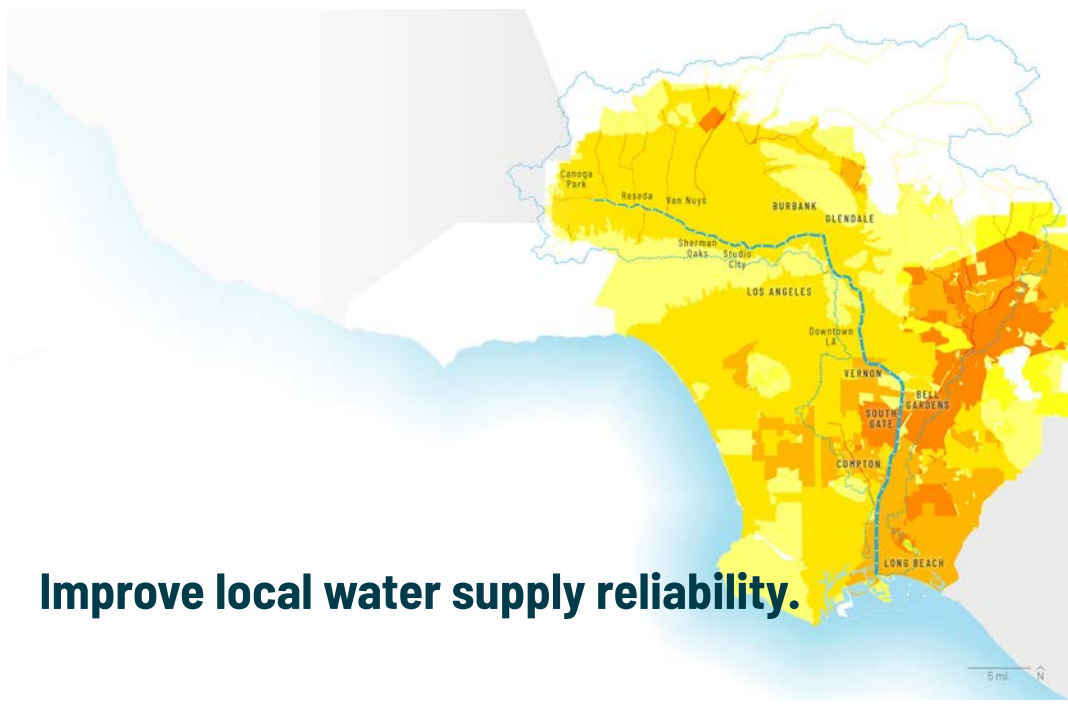 Canoga
Park
Reseda
Van Nuys
BURBANK
GLENDALE
Sherman
Oaks
Studio
City
LOS ANGELES
Downtown
LA
VERNON
BELL
GARDENS
SOUTH
GATE
COMPTON
LONG BEACH
Improve local water supply reliability.
5 mi.
N